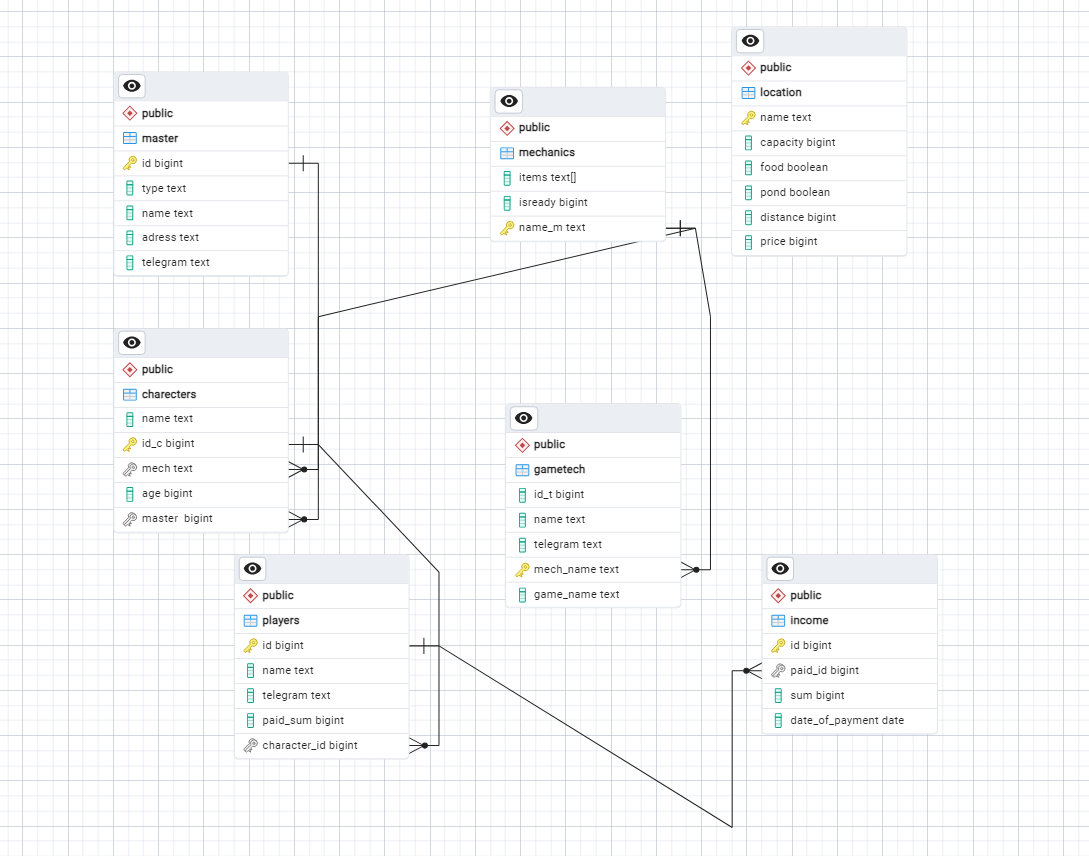 public
master
id bigint
type text
name text
adress text
telegram text
public
mechanics
items text[]
isready bigint
name_m text
public
location
name text
capacity bigint
food boolean
pond boolean
distance bigint
price bigint
public
charecters
name text
id_c bigint
mech text
age bigint
master  bigint
public
gametech
id_t bigint
name text
telegram text
mech_name text
game_name text
public
players
id bigint
name text
telegram text
paid_sum bigint
character_id bigint
public
income
id bigint
paid_id bigint
sum bigint
date_of_payment date